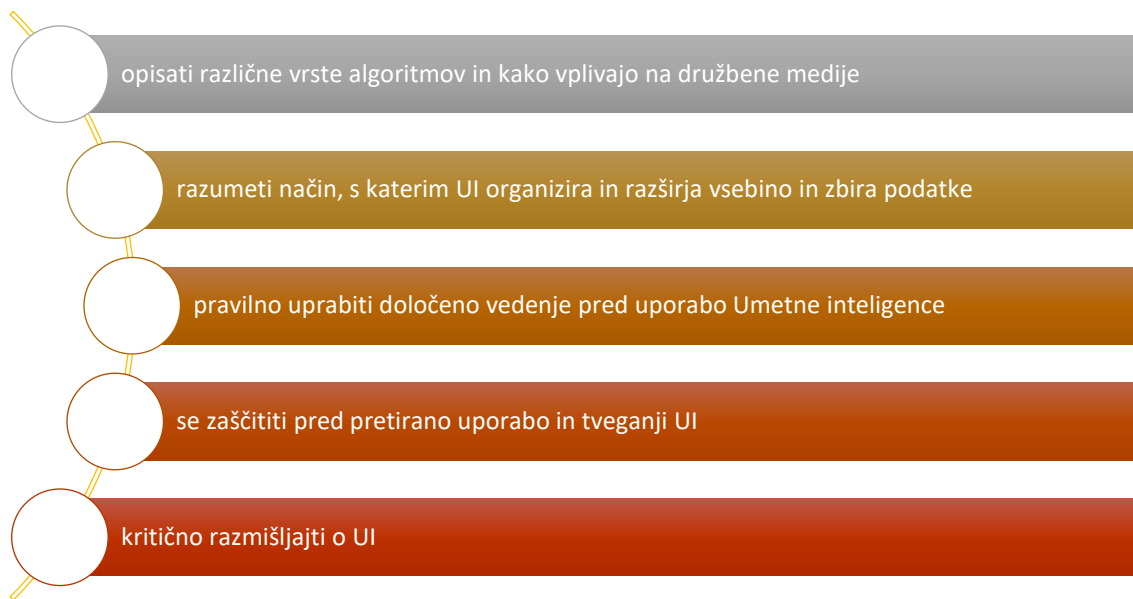 opisati različne vrste algoritmov in kako vplivajo na družbene medije
razumeti način, s katerim UI organizira in razširja vsebino in zbira podatke
pravilno uprabiti določeno vedenje pred uporabo Umetne inteligence
se zaščititi pred pretirano uporabo in tveganji UI
kritično razmišljajti o UI